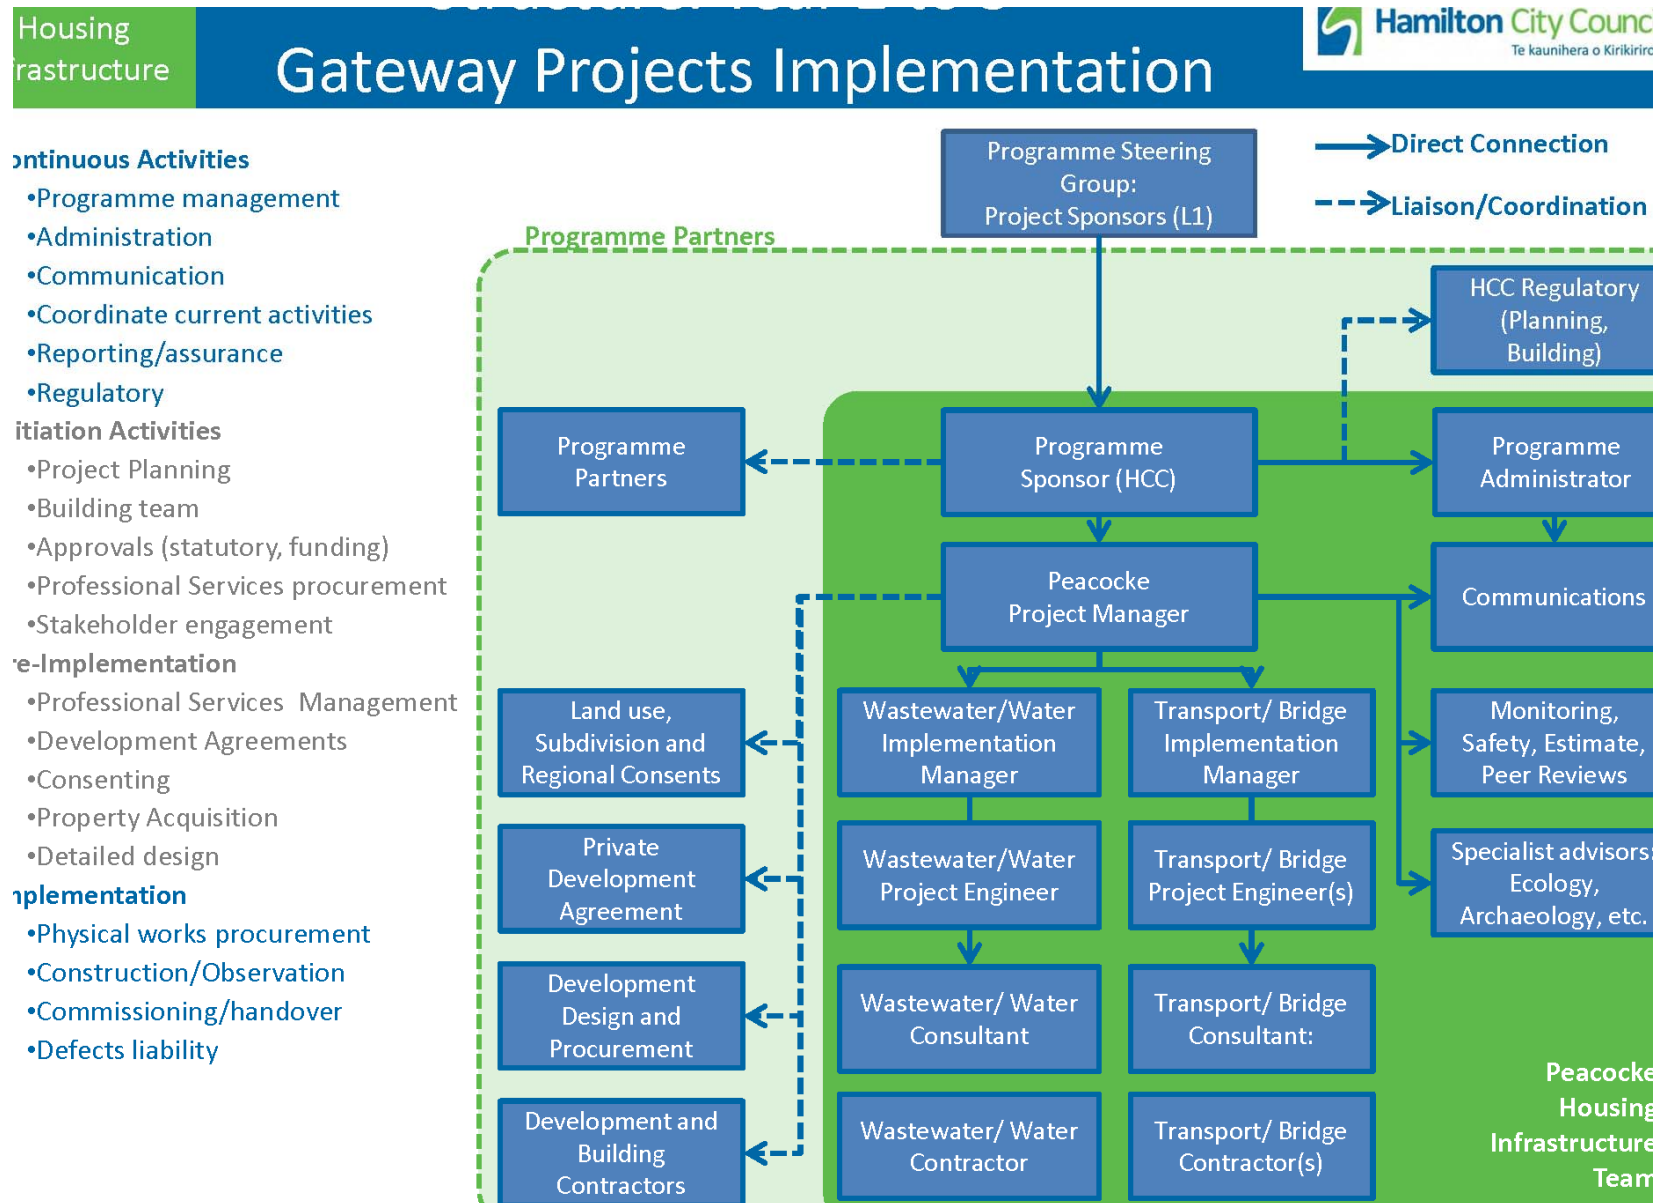 Housing
frastructure
Gateway Projects Implementation
Hamilton City Counc
Te kaunihera o Kirikiriro
ontinuous Activities
•Programme management
•Administration
•Communication
•Coordinate current activities
•Reporting/assurance
•Regulatory
itiation Activities
•Project Planning
•Building team
•Approvals (statutory, funding)
•Professional Services procurement
•Stakeholder engagement
re-Implementation
•Professional Services Management
•Development Agreements
•Consenting
•Property Acquisition
•Detailed design
mplementation
•Physical works procurement
•Construction/Observation
•Commissioning/handover
•Defects liability
Programme Steering
Group:
Project Sponsors (L1)
Direct Connection
Liaison/Coordination
Programme Partners
HCC Regulatory
(Planning,
Building)
Programme
Partners
Programme
Sponsor (HCC)
Programme
Administrator
Peacocke
Project Manager
Communications
Land use,
Subdivision and
Regional Consents
Wastewater/Water
Implementation
Manager
Transport/ Bridge
Implementation
Manager
Monitoring,
Safety, Estimate,
Peer Reviews
Private
Development
Agreement
Wastewater/Water
Project Engineer
Transport/ Bridge
Project Engineer(s)
Specialist advisors:
Ecology,
Archaeology, etc.
Development
Design and
Procurement
Wastewater/ Water
Consultant
Transport/ Bridge
Consultant:
Development and
Building
Contractors
Wastewater/ Water
Contractor
Transport/ Bridge
Contractor(s)
Peacocke
Housing
Infrastructure
Team